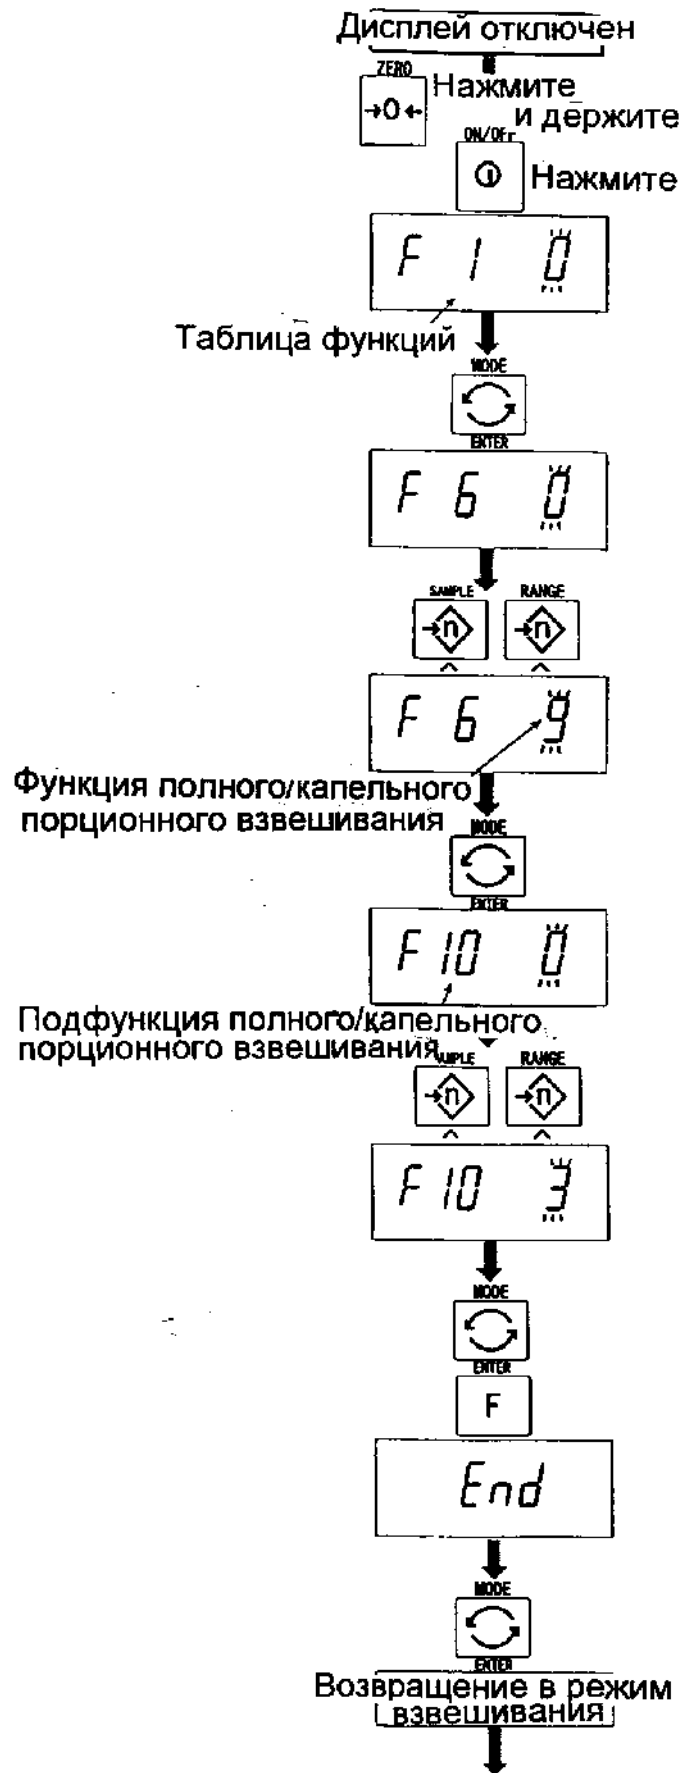 Дисплей отключен
ZERO
Нажмите
→0←
и держите
ON/OFF
Нажмите
F 1 0
Таблица функций
MODE
ENTER
F 6 0
SAMPLE RANGE
→n →n
F 6 9
Функция полного/капельного
порционного взвешивания
MODE
ENTER
F 10 0
Подфункция полного/капельного
порционного взвешивания
RANGE
→n →n
F 10 3
MODE
ENTER
F
End
MODE
ENTER
Возвращение в режим
взвешивания